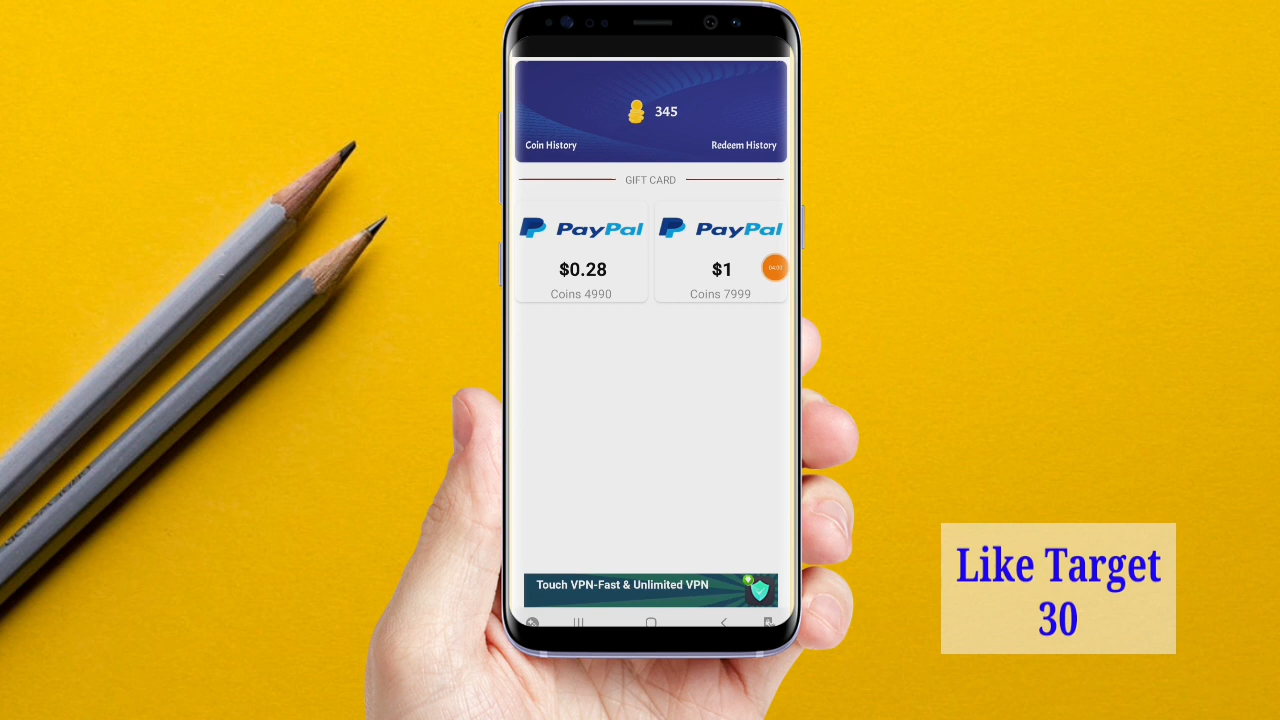 345
Coin History Redeem History
GIFT CARD
PayPal PayPal
$0.28 $1
Coins 4990 Coins 7999
Touch VPN-Fast & Unlimited VPN
Like Target
30